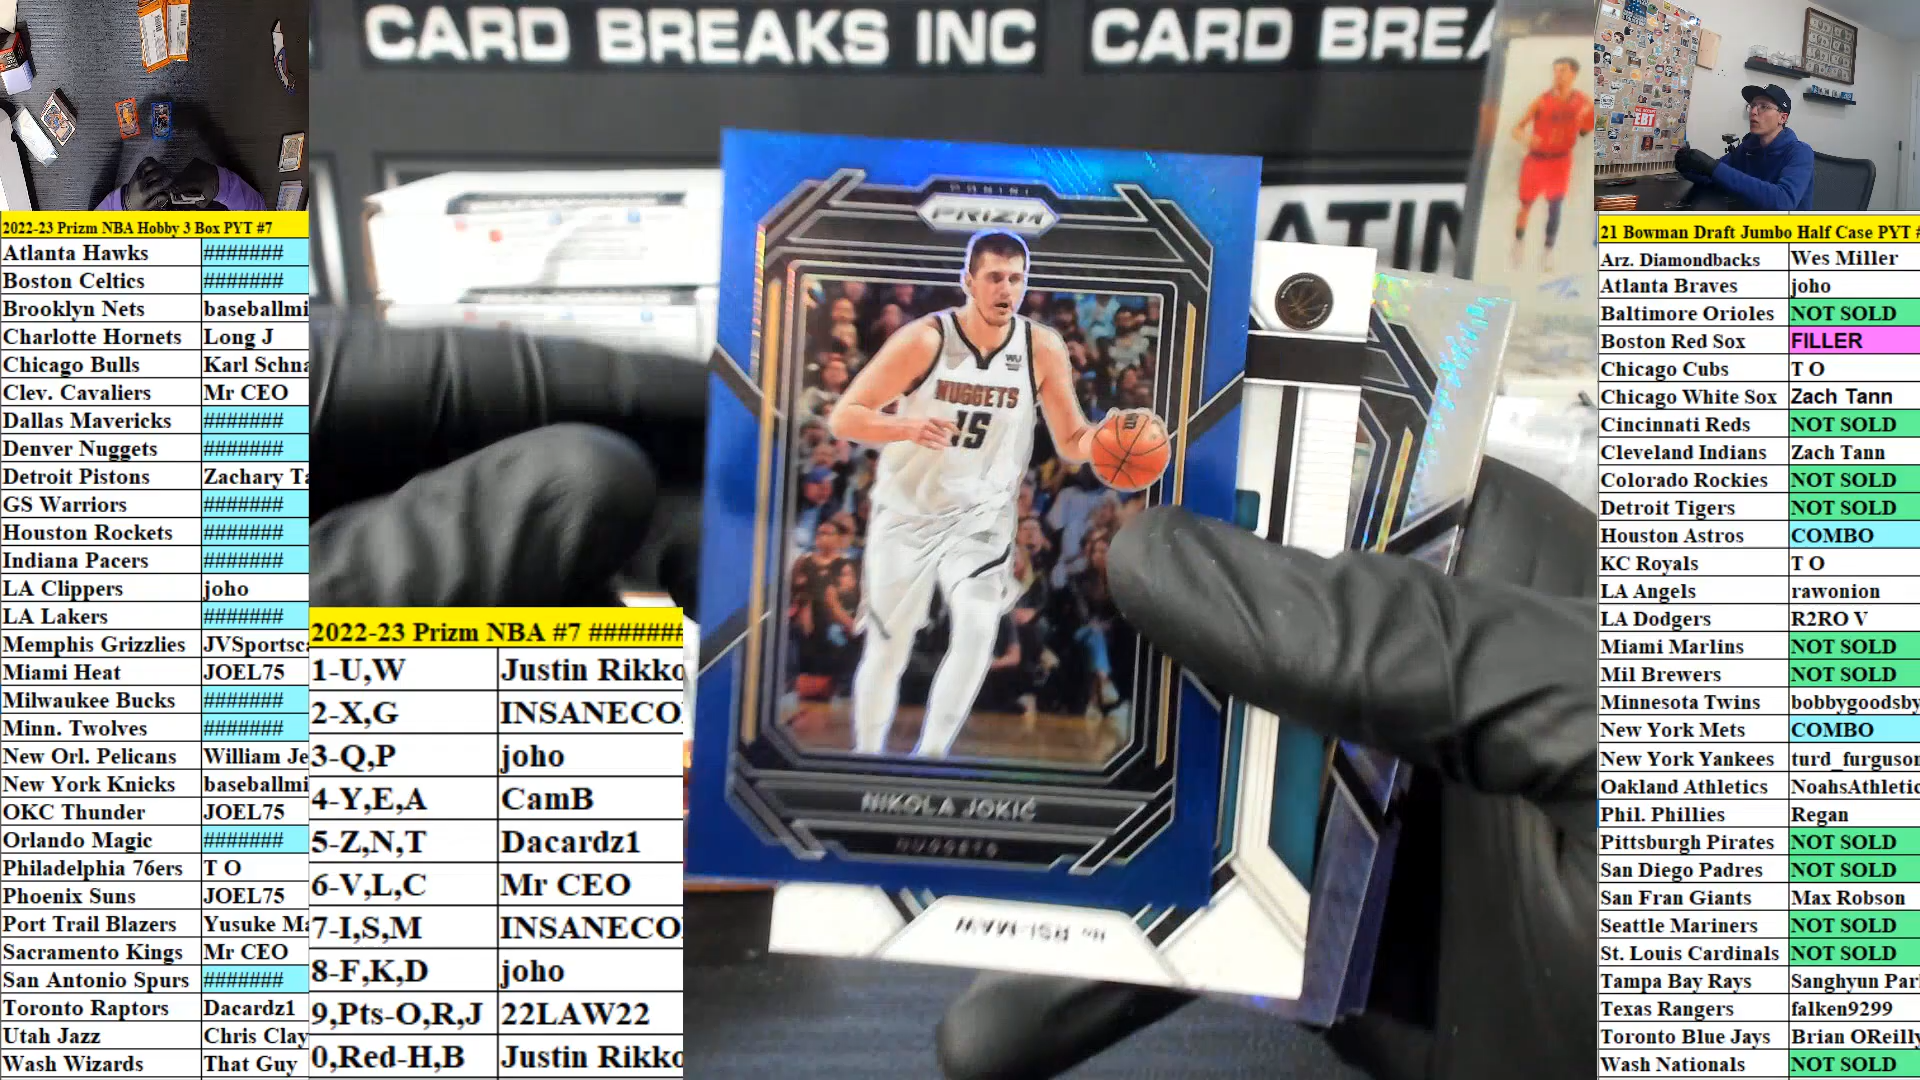 CARD BREAKS INC
CARD BREA
EBT
2022-23 Prizm NBA Hobby 3 Box PYT #7
Atlanta Hawks #######
Boston Celtics #######
Brooklyn Nets baseballmi
Charlotte Hornets Long J
Chicago Bulls Karl Schna
Clev. Cavaliers Mr CEO
Dallas Mavericks #######
Denver Nuggets #######
Detroit Pistons Zachary Ta
GS Warriors #######
Houston Rockets #######
Indiana Pacers #######
LA Clippers joho
LA Lakers #######
Memphis Grizzlies JVSportsca
Miami Heat JOEL75
Milwaukee Bucks #######
Minn. Twolves #######
New Orl. Pelicans William Je
New York Knicks baseballmi
OKC Thunder JOEL75
Orlando Magic #######
Philadelphia 76ers T O
Phoenix Suns JOEL75
Port Trail Blazers Yusuke Ma
Sacramento Kings Mr CEO
San Antonio Spurs #######
Toronto Raptors Dacardz1
Utah Jazz Chris Clay
Wash Wizards That Guy
2022-23 Prizm NBA #7 #######
1-U,W Justin Rikko
2-X,G INSANECO
3-Q,P joho
4-Y,E,A CamB
5-Z,N,T Dacardz1
6-V,L,C Mr CEO
7-I,S,M INSANECO
8-F,K,D joho
9,Pts-O,R,J 22LAW22
0,Red-H,B Justin Rikko
PANINI
PRIZM
NUGGETS
15
NIKOLA JOKIĆ
NUGGETS
ATIN
RSI-MAW
21 Bowman Draft Jumbo Half Case PYT #
Arz. Diamondbacks Wes Miller
Atlanta Braves joho
Baltimore Orioles NOT SOLD
Boston Red Sox FILLER
Chicago Cubs T O
Chicago White Sox Zach Tann
Cincinnati Reds NOT SOLD
Cleveland Indians Zach Tann
Colorado Rockies NOT SOLD
Detroit Tigers NOT SOLD
Houston Astros COMBO
KC Royals T O
LA Angels rawonion
LA Dodgers R2RO V
Miami Marlins NOT SOLD
Mil Brewers NOT SOLD
Minnesota Twins bobbygoodsby
New York Mets COMBO
New York Yankees turd_furguson
Oakland Athletics NoahsAthletic
Phil. Phillies Regan
Pittsburgh Pirates NOT SOLD
San Diego Padres NOT SOLD
San Fran Giants Max Robson
Seattle Mariners NOT SOLD
St. Louis Cardinals NOT SOLD
Tampa Bay Rays Sanghyun Par
Texas Rangers falken9299
Toronto Blue Jays Brian OReilly
Wash Nationals NOT SOLD